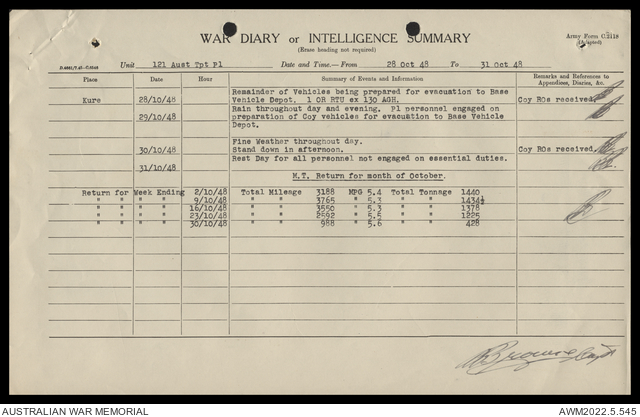 WAR DIARY or INTELLIGENCE SUMMARY
(Erase heading not required)
Army Form C.2118
(Adapted)
Unit 121 Aust Tpt Pl Date and Time.—From 28 Oct 48 To 31 Oct 48
Place Date Hour Summary of Events and Information Remarks and References to Appendices, Diaries, &c.
Kure 28/10/48 Remainder of Vehicles being prepared for evacuation to Base
Vehicle Depot. 1 OR RTU ex 130 AGH. Coy ROs received.
29/10/48 Rain throughout day and evening. Pl personnel engaged on
preparation of Coy vehicles for evacuation to Base Vehicle
Depot.
30/10/48 Fine Weather throughout day.
Stand down in afternoon. Coy ROs received.
31/10/48 Rest Day for all personnel not engaged on essential duties.
M.T. Return for month of October.
Return for Week Ending 2/10/48 Total Mileage 3188 MPG 5.4 Total Tonnage 1440
" " " " 9/10/48 " " 3765 " 5.3 " " 1434½
" " " " 16/10/48 " " 3550 " 5.3 " " 1378
" " " " 23/10/48 " " 2592 " 5.5 " " 1225
" " " " 30/10/48 " " 988 " 5.6 " " 428
Capt
AUSTRALIAN WAR MEMORIAL AWM2022.5.545